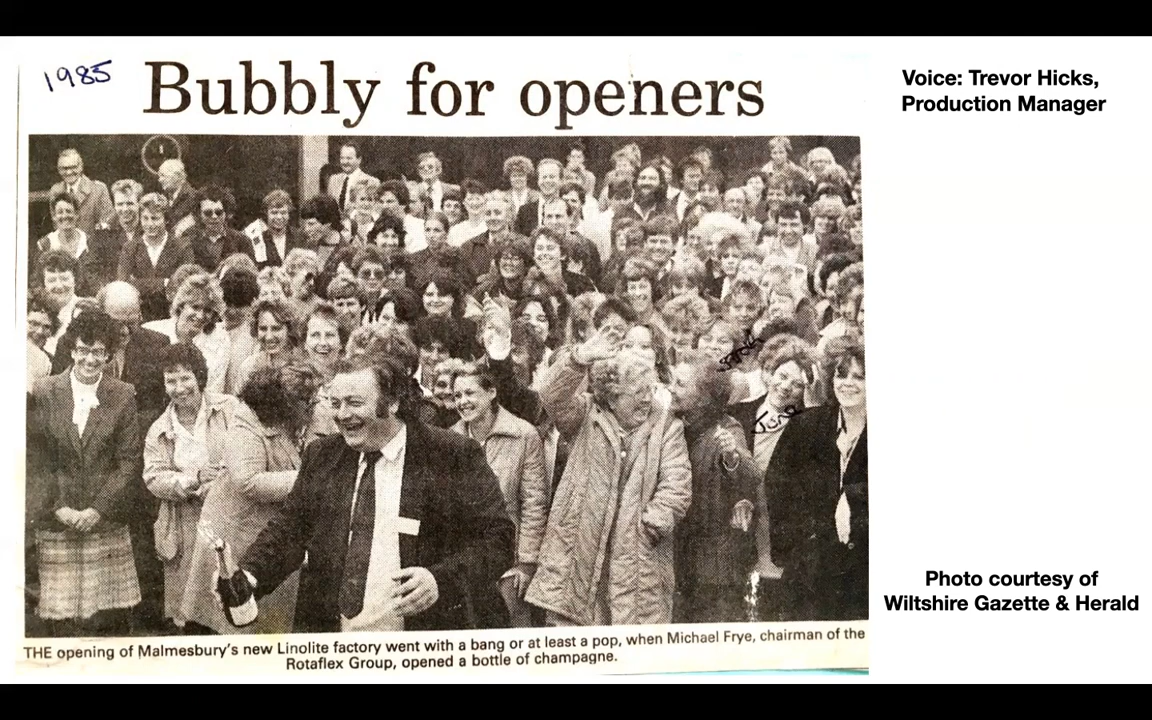 1985
Bubbly for openers
Voice: Trevor Hicks,
Production Manager
June
Photo courtesy of
Wiltshire Gazette & Herald
THE opening of Malmesbury's new Linolite factory went with a bang or at least a pop, when Michael Frye, chairman of the
Rotaflex Group, opened a bottle of champagne.